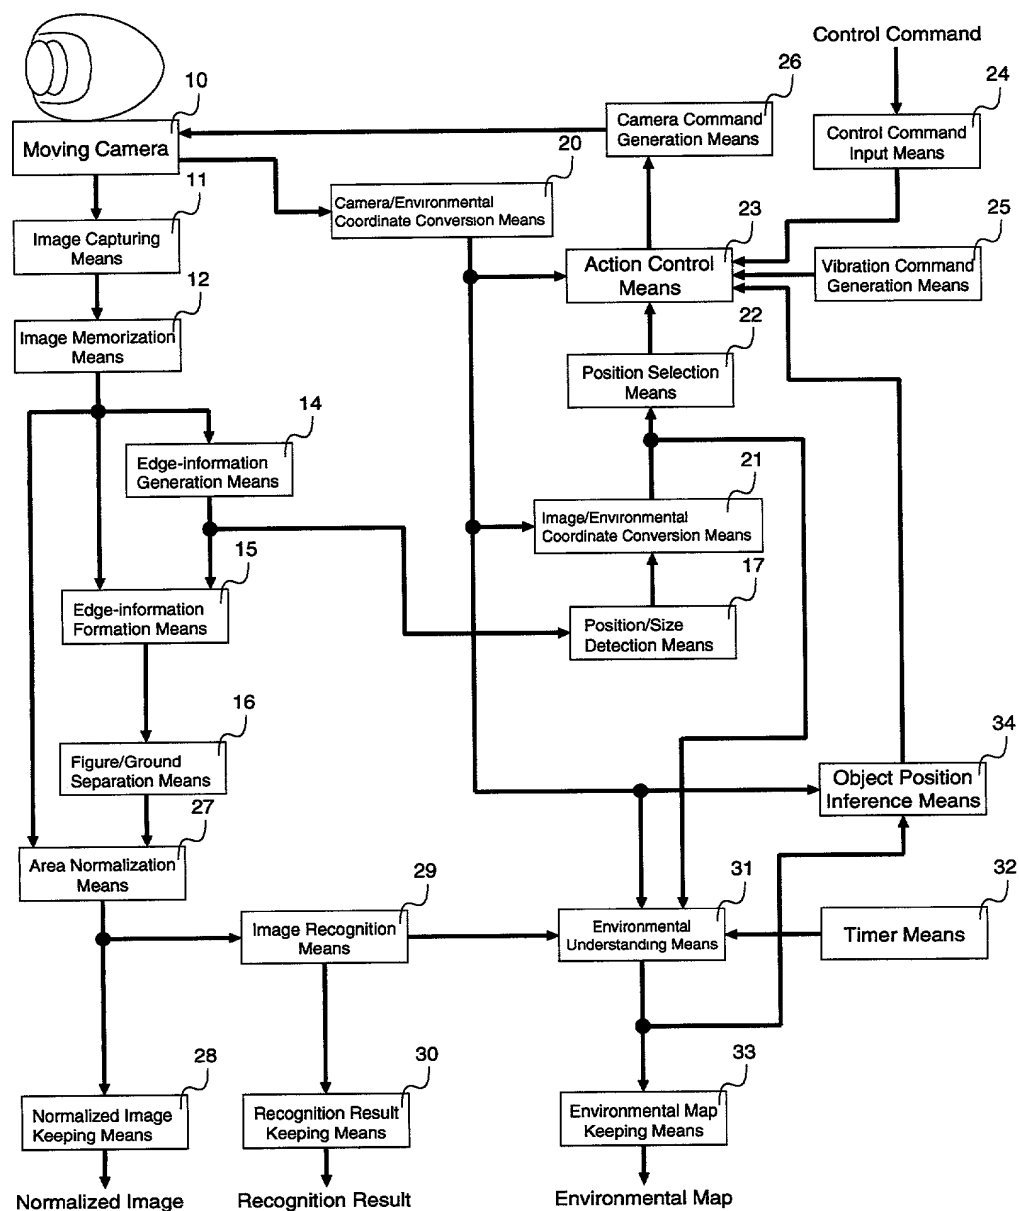 Control Command
26
24
10
Camera Command
Generation Means
Control Command
Input Means
Moving Camera
20
11
Camera/Environmental
Coordinate Conversion Means
23
25
Image Capturing
Means
Action Control
Means
Vibration Command
Generation Means
12
22
Image Memorization
Means
Position Selection
Means
14
Edge-information
Generation Means
21
Image/Environmental
Coordinate Conversion Means
15
17
Edge-information
Formation Means
Position/Size
Detection Means
16
34
Figure/Ground
Separation Means
Object Position
Inference Means
27
Area Normalization
Means
29
31
32
Image Recognition
Means
Environmental
Understanding Means
Timer Means
28
30
33
Normalized Image
Keeping Means
Recognition Result
Keeping Means
Environmental Map
Keeping Means
Normalized Image
Recognition Result
Environmental Map